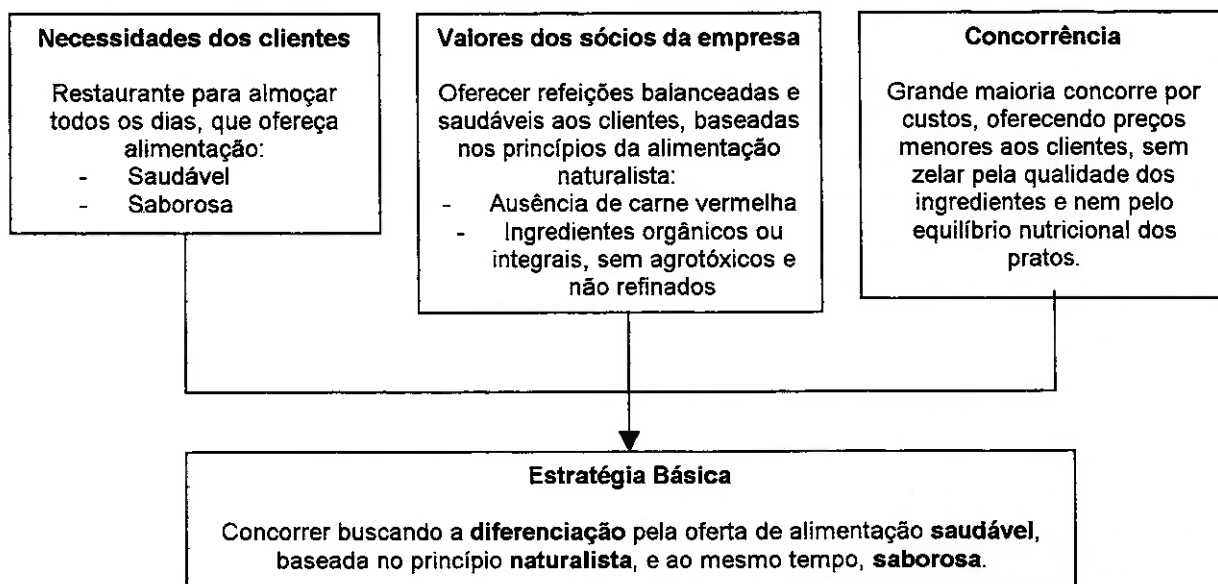 Necessidades dos clientes
Restaurante para almoçar
todos os dias, que ofereça
alimentação:
- Saudável
- Saborosa
Valores dos sócios da empresa
Oferecer refeições balanceadas e
saudáveis aos clientes, baseadas
nos princípios da alimentação
naturalista:
- Ausência de carne vermelha
- Ingredientes orgânicos ou
integrais, sem agrotóxicos e
não refinados
Concorrência
Grande maioria concorre por
custos, oferecendo preços
menores aos clientes, sem
zelar pela qualidade dos
ingredientes e nem pelo
equilíbrio nutricional dos
pratos.
Estratégia Básica
Concorrer buscando a diferenciação pela oferta de alimentação saudável,
baseada no princípio naturalista, e ao mesmo tempo, saborosa.